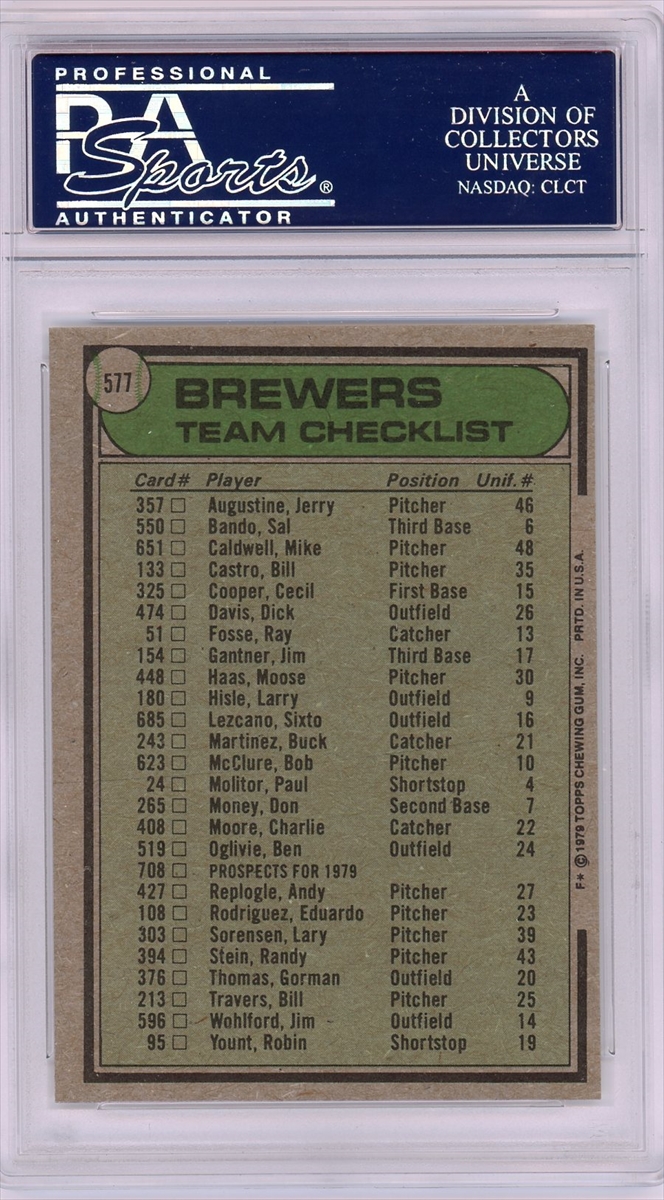 PROFESSIONAL
PSA
Sports®
AUTHENTICATOR
A
DIVISION OF
COLLECTORS
UNIVERSE
NASDAQ: CLCT
577
BREWERS
TEAM CHECKLIST
Card# Player Position Unif. #
357 □ Augustine, Jerry Pitcher 46
550 □ Bando, Sal Third Base 6
651 □ Caldwell, Mike Pitcher 48
133 □ Castro, Bill Pitcher 35
325 □ Cooper, Cecil First Base 15
474 □ Davis, Dick Outfield 26
51 □ Fosse, Ray Catcher 13
154 □ Gantner, Jim Third Base 17
448 □ Haas, Moose Pitcher 30
180 □ Hisle, Larry Outfield 9
685 □ Lezcano, Sixto Outfield 16
243 □ Martinez, Buck Catcher 21
623 □ McClure, Bob Pitcher 10
24 □ Molitor, Paul Shortstop 4
265 □ Money, Don Second Base 7
408 □ Moore, Charlie Catcher 22
519 □ Oglivie, Ben Outfield 24
708 □ PROSPECTS FOR 1979
427 □ Replogle, Andy Pitcher 27
108 □ Rodriguez, Eduardo Pitcher 23
303 □ Sorensen, Lary Pitcher 39
394 □ Stein, Randy Pitcher 43
376 □ Thomas, Gorman Outfield 20
213 □ Travers, Bill Pitcher 25
596 □ Wohlford, Jim Outfield 14
95 □ Yount, Robin Shortstop 19
F* © 1979 TOPPS CHEWING GUM, INC. PRTD. IN U.S.A.